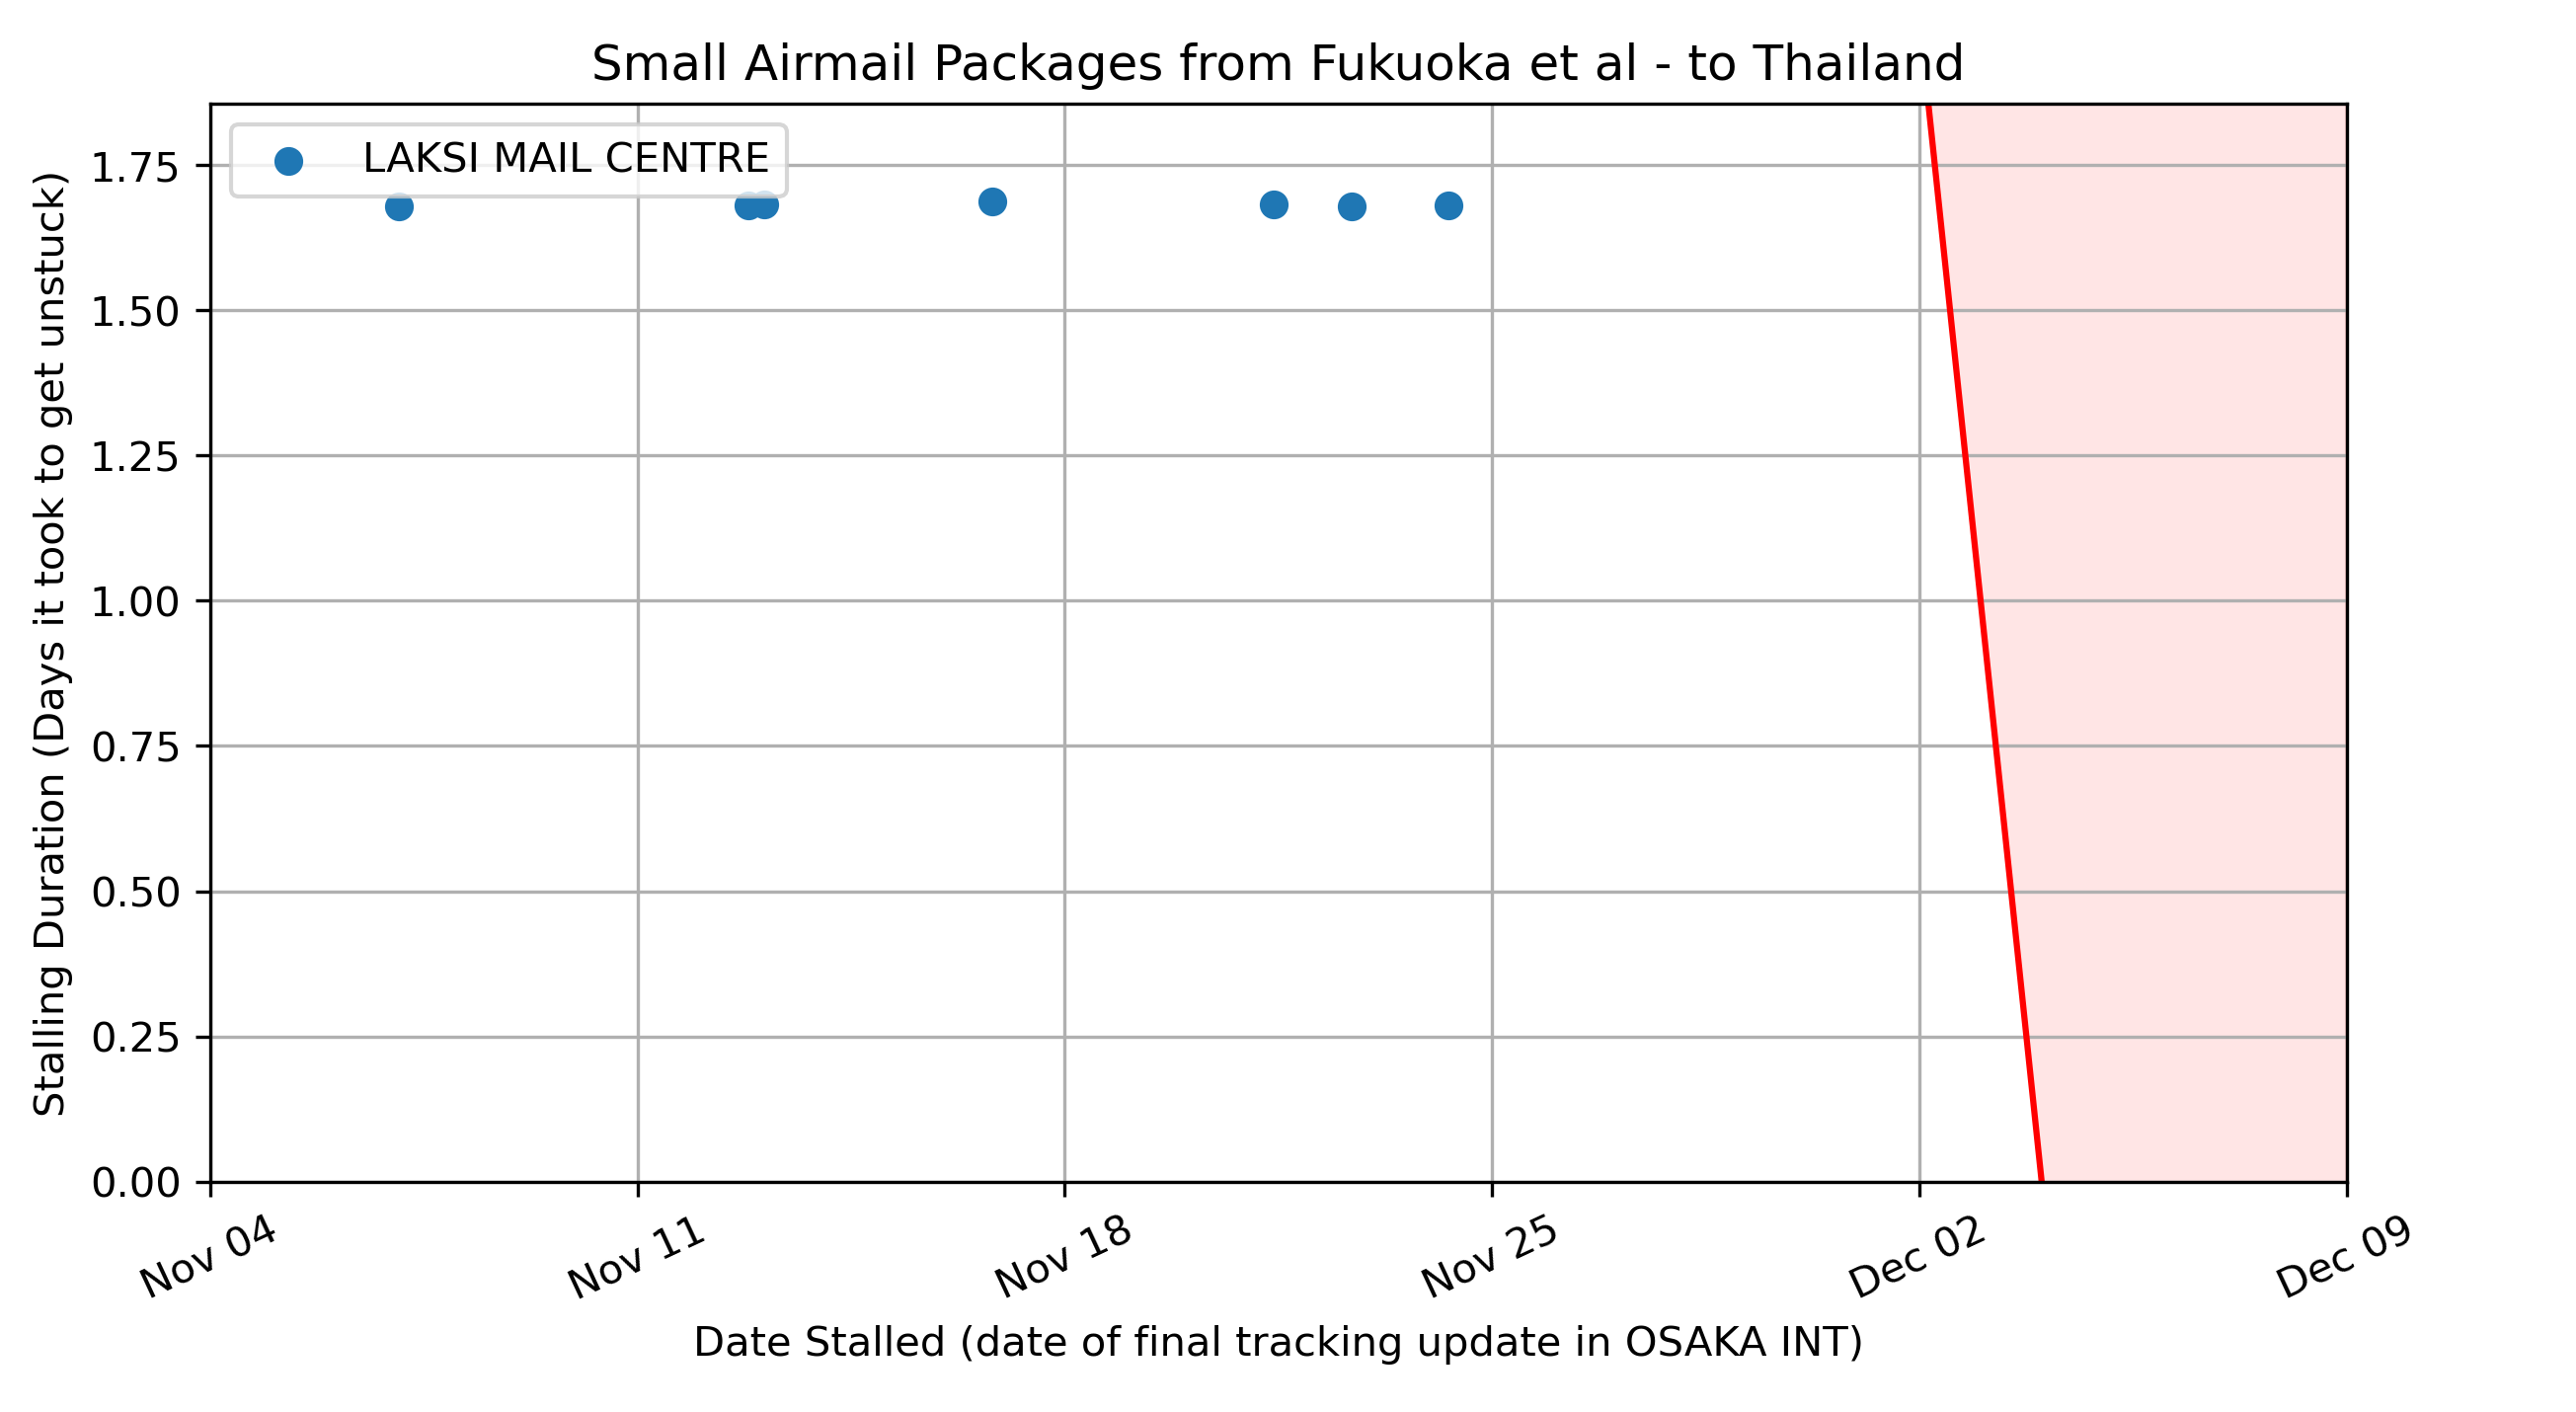 Small Airmail Packages from Fukuoka et al - to Thailand
LAKSI MAIL CENTRE
Stalling Duration (Days it took to get unstuck)
1.75
1.50
1.25
1.00
0.75
0.50
0.25
0.00
Nov 04
Nov 11
Nov 18
Nov 25
Dec 02
Dec 09
Date Stalled (date of final tracking update in OSAKA INT)